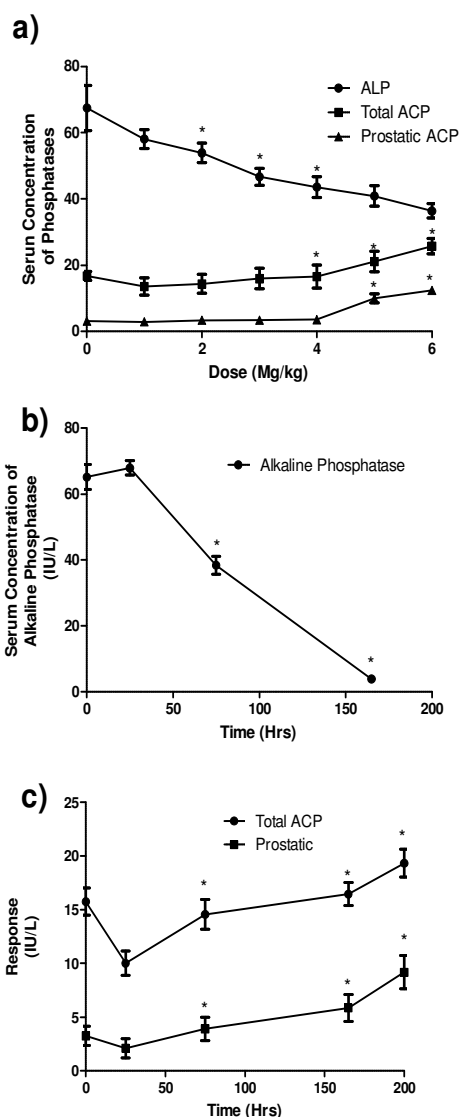 a)
80
60
40
20
0
Serun Concentration
of Phosphatases
ALP
Total ACP
Prostatic ACP
*
*
*
*
*
*
*
*
0 2 4 6
Dose (Mg/kg)
b)
80
60
40
20
0
Serum Concentration of
Alkaline Phosphatase
(IU/L)
Alkaline Phosphatase
*
*
0 50 100 150 200
Time (Hrs)
c)
25
20
15
10
5
0
Response
(IU/L)
Total ACP
Prostatic
*
*
*
*
*
*
0 50 100 150 200
Time (Hrs)